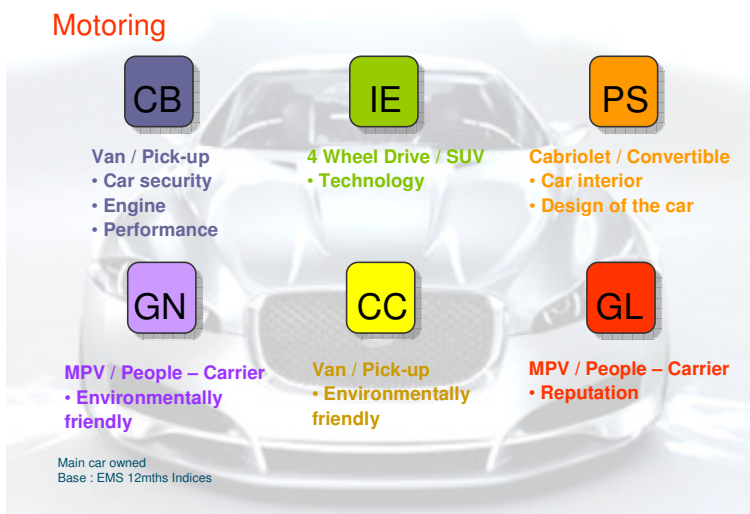 Motoring
CB
Van / Pick-up
• Car security
• Engine
• Performance
IE
4 Wheel Drive / SUV
• Technology
PS
Cabriolet / Convertible
• Car interior
• Design of the car
GN
MPV / People – Carrier
• Environmentally
friendly
CC
Van / Pick-up
• Environmentally
friendly
GL
MPV / People – Carrier
• Reputation
Main car owned
Base : EMS 12mths Indices